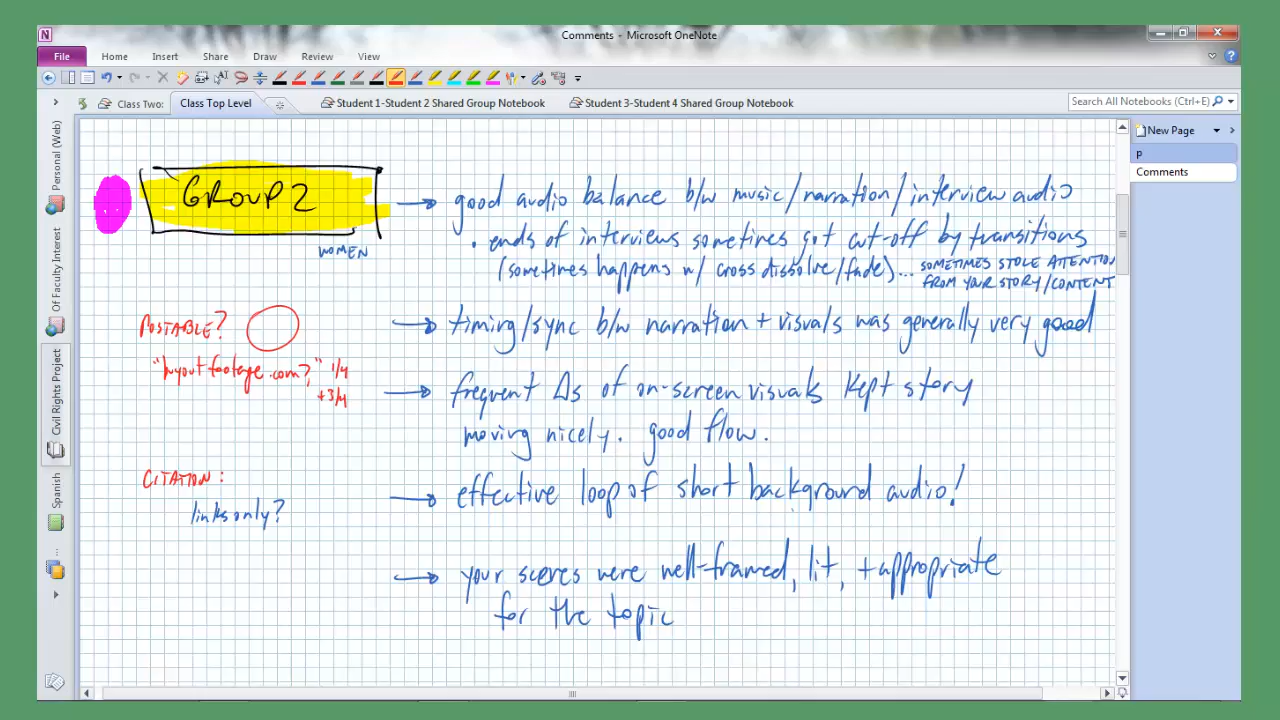 Comments - Microsoft OneNote
File Home Insert Share Draw Review View
Class Two: Class Top Level Student 1-Student 2 Shared Group Notebook Student 3-Student 4 Shared Group Notebook Search All Notebooks (Ctrl+E)
Personal (Web)
Of Faculty Interest
Civil Rights Project
Spanish
New Page
p
Comments
GROUP 2
WOMEN
POSTABLE?
"buyoutfootage.com?" 1/4
+3/4
CITATION:
links only?
good audio balance b/w music/narration/interview audio
• ends of interviews sometimes got cut-off by transitions
(sometimes happens w/ cross dissolve/fade)... SOMETIMES STOLE ATTENTION
FROM YOUR STORY/CONTENT
timing/sync b/w narration + visuals was generally very good
frequent Δs of on-screen visuals kept story
moving nicely. good flow.
effective loop of short background audio!
your scenes were well-framed, lit, + appropriate
for the topic